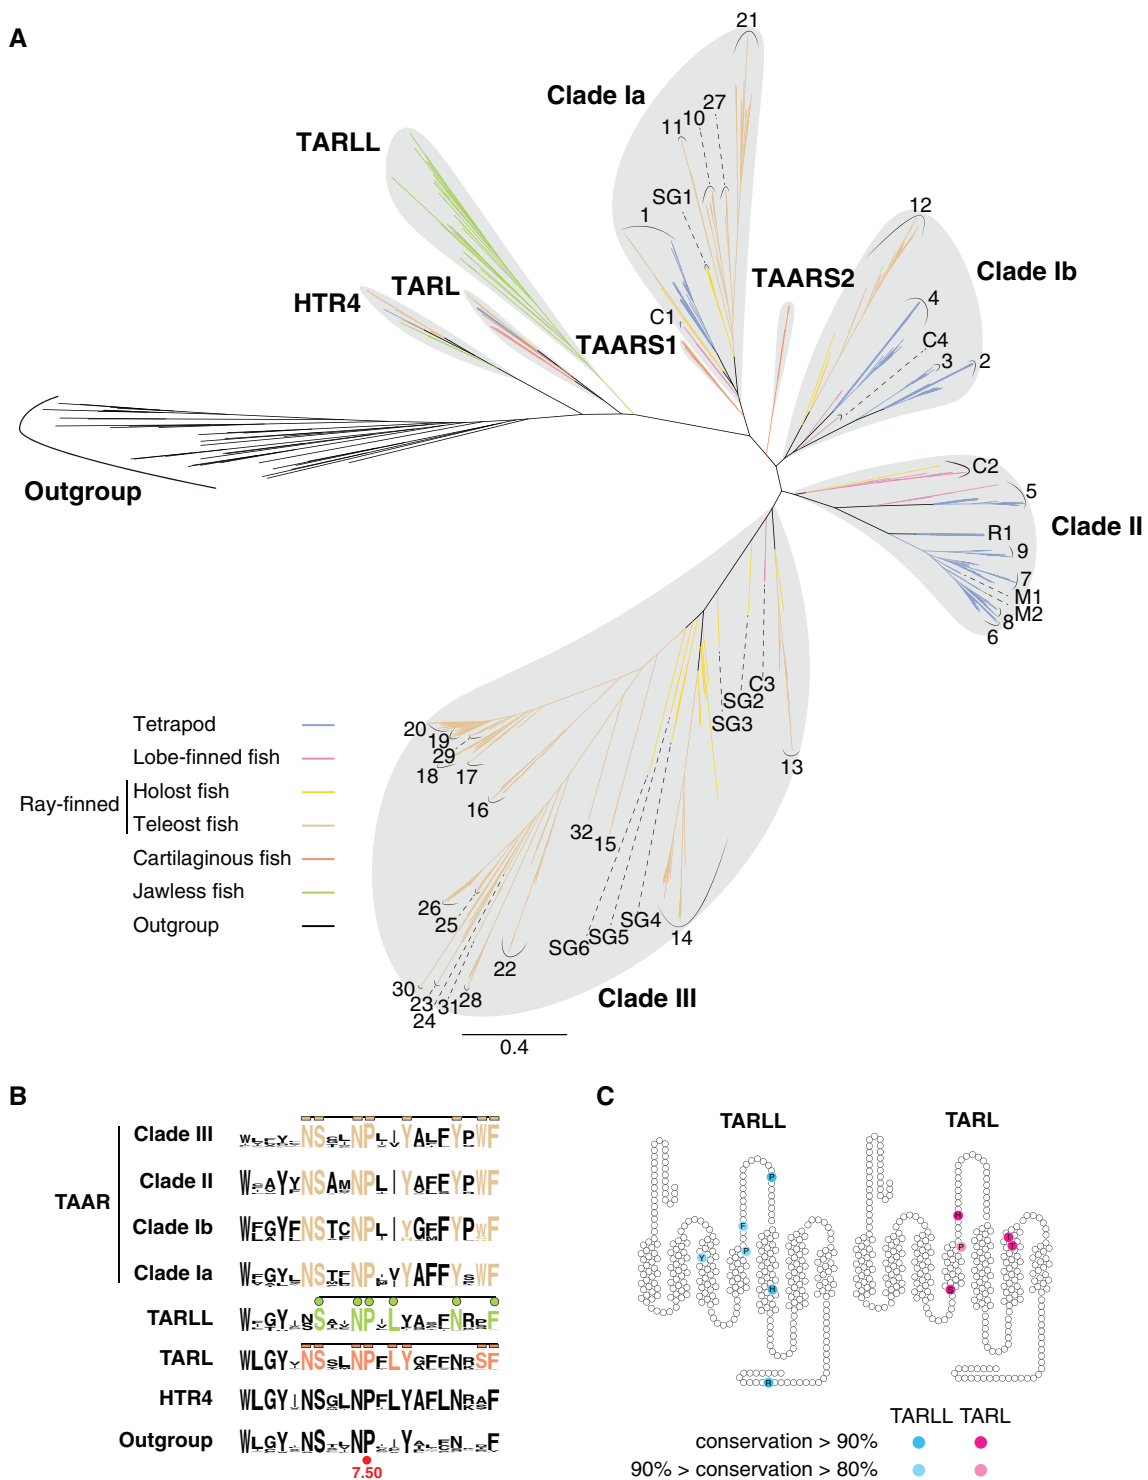 A
21
Clade Ia
27
10
11
TARLL
SG1
1
12
TAARS2
Clade Ib
TARL
HTR4
4
C1
C4
TAARS1
3
2
C2
5
Outgroup
Clade II
R1
9
7
M1
M2
8
6
C3
SG2
SG3
Tetrapod
20
19
29
Lobe-finned fish
18
17
13
Holost fish
Ray-finned
16
Teleost fish
32
15
Cartilaginous fish
Jawless fish
26
SG4
Outgroup
25
SG5
14
SG6
22
30
23
31
28
Clade III
24
0.4
B
C
TARLL
TARL
Clade III
Clade II
TAAR
Clade Ib
Clade Ia
TARLL
TARL
HTR4
Outgroup
7.50
P
H
F
P
Y
I
T
P
H
S
R
TARLL TARL
conservation > 90%
90% > conservation > 80%